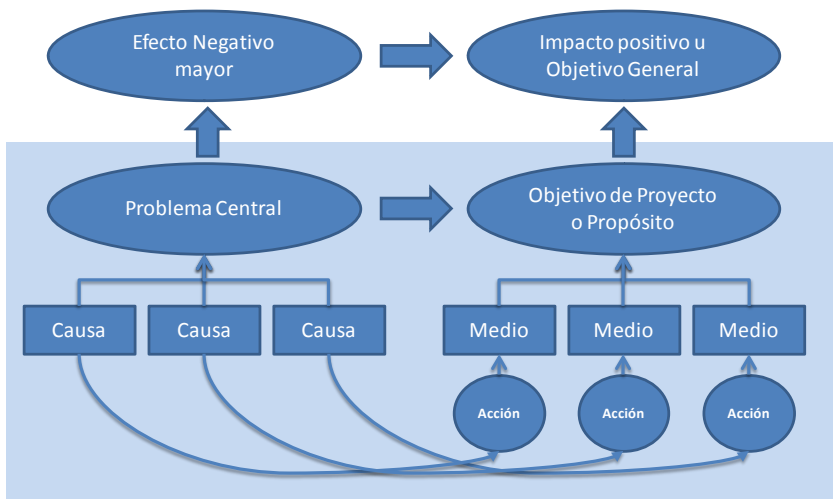 Efecto Negativo
mayor
Impacto positivo u
Objetivo General
Problema Central
Objetivo de Proyecto
o Propósito
Causa
Causa
Causa
Medio
Medio
Medio
Acción
Acción
Acción